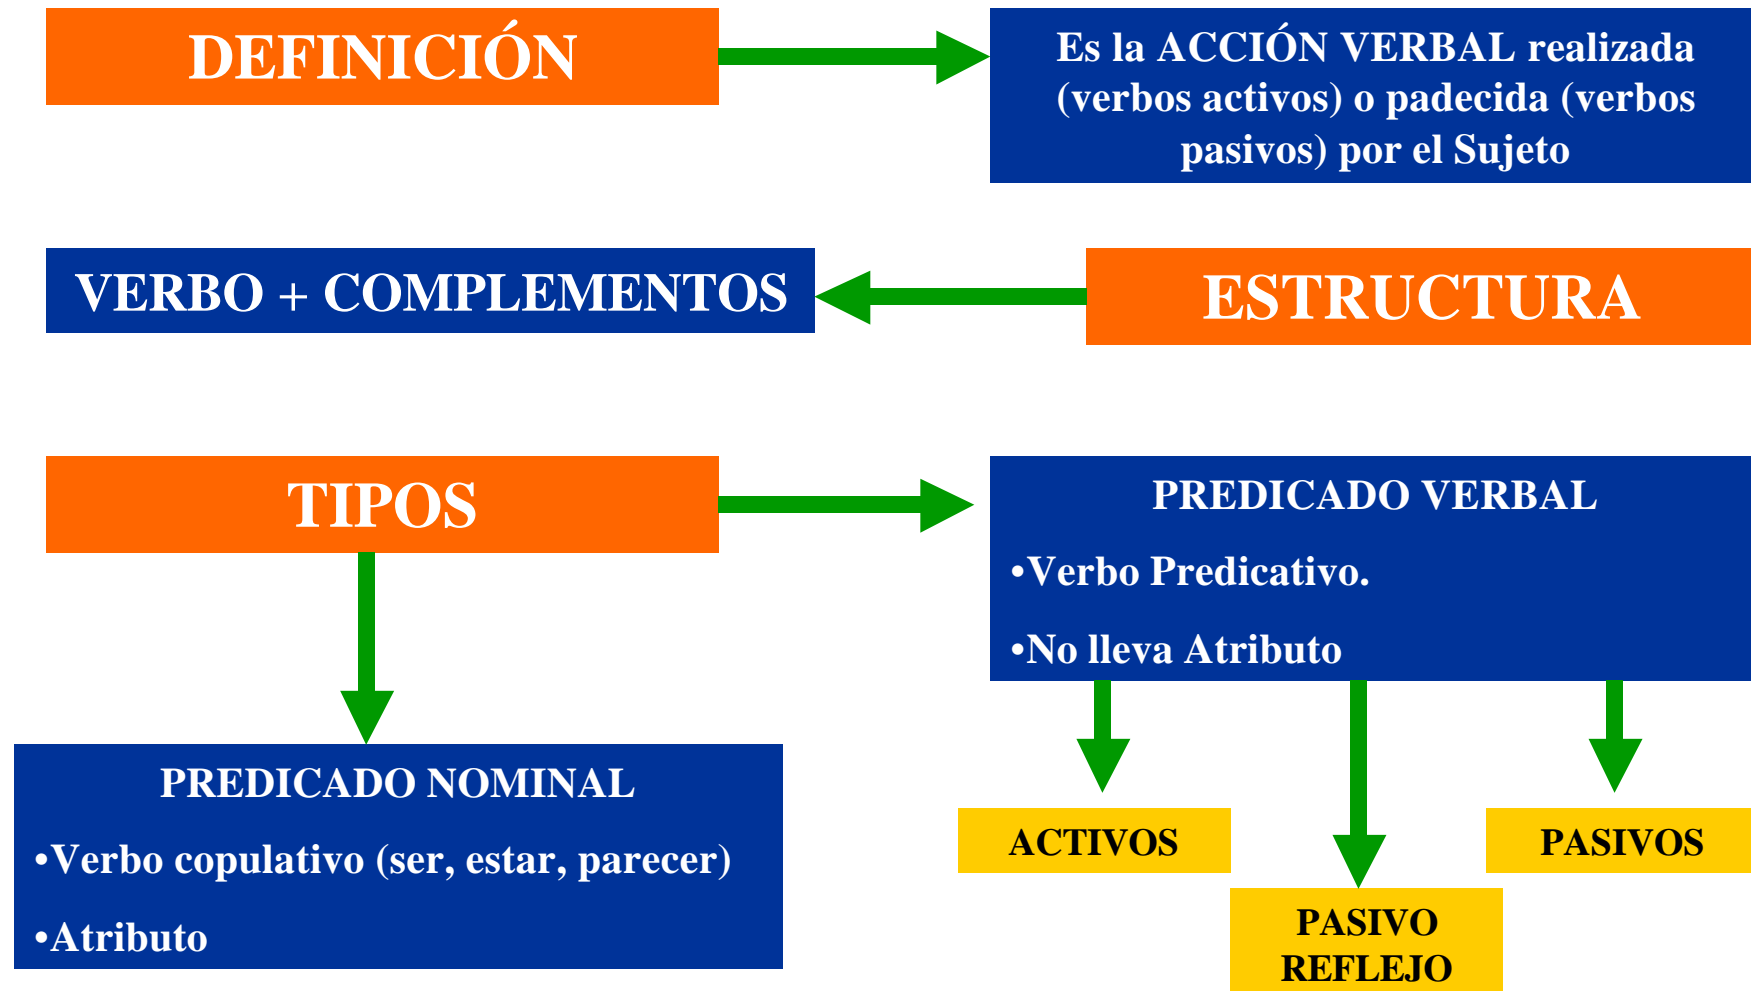 DEFINICIÓN
Es la ACCIÓN VERBAL realizada
(verbos activos) o padecida (verbos
pasivos) por el Sujeto
VERBO + COMPLEMENTOS
ESTRUCTURA
TIPOS
PREDICADO VERBAL
•Verbo Predicativo.
•No lleva Atributo
PREDICADO NOMINAL
•Verbo copulativo (ser, estar, parecer)
•Atributo
ACTIVOS
PASIVO
REFLEJO
PASIVOS